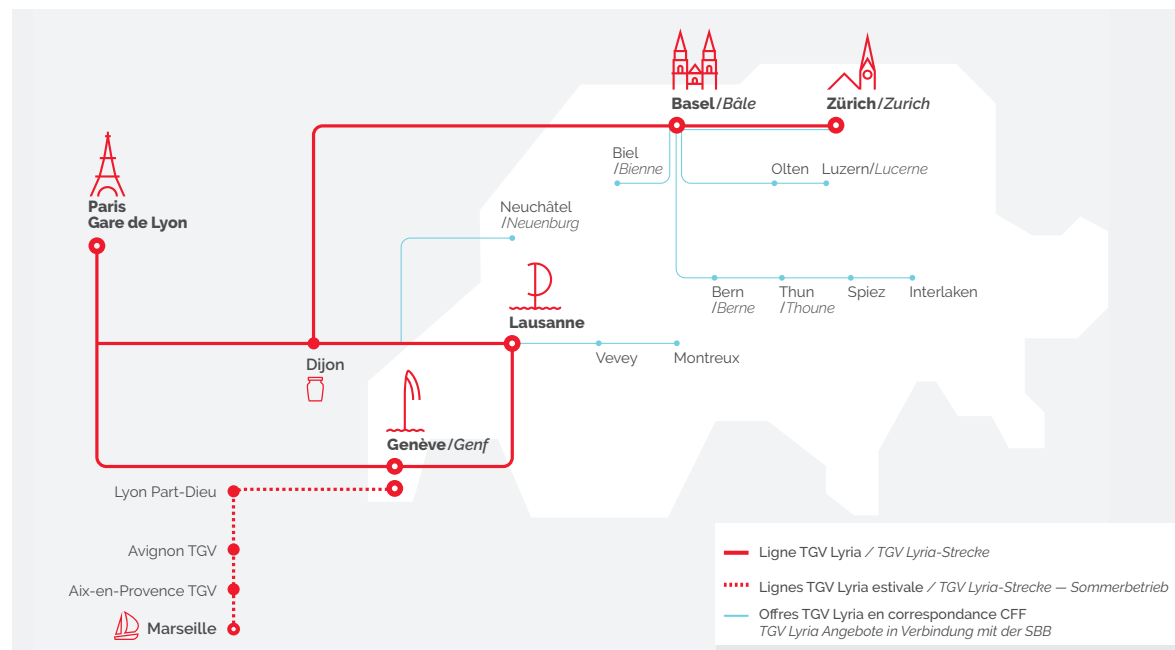 Basel/Bâle
Zürich/Zurich
Biel
/Bienne
Olten
Luzern/Lucerne
Paris
Gare de Lyon
Neuchâtel
/Neuenburg
Bern
/Berne
Thun
/Thoune
Spiez
Interlaken
Lausanne
Dijon
Vevey
Montreux
Genève/Genf
Lyon Part-Dieu
Avignon TGV
Aix-en-Provence TGV
Marseille
Ligne TGV Lyria / TGV Lyria-Strecke
Lignes TGV Lyria estivale / TGV Lyria-Strecke — Sommerbetrieb
Offres TGV Lyria en correspondance CFF
TGV Lyria Angebote in Verbindung mit der SBB